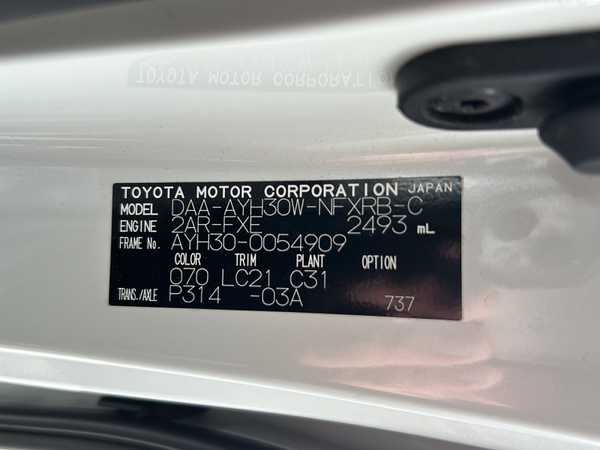 TOYOTA MOTOR CORPORATION
TOYOTA MOTOR CORPORATION JAPAN
MODEL DAA-AYH30W-NFXRB-C
ENGINE 2AR-FXE 2493 mL
FRAME No. AYH30-0054909
COLOR TRIM PLANT OPTION
070 LC21 C31
TRANS./AXLE P314 -03A 737